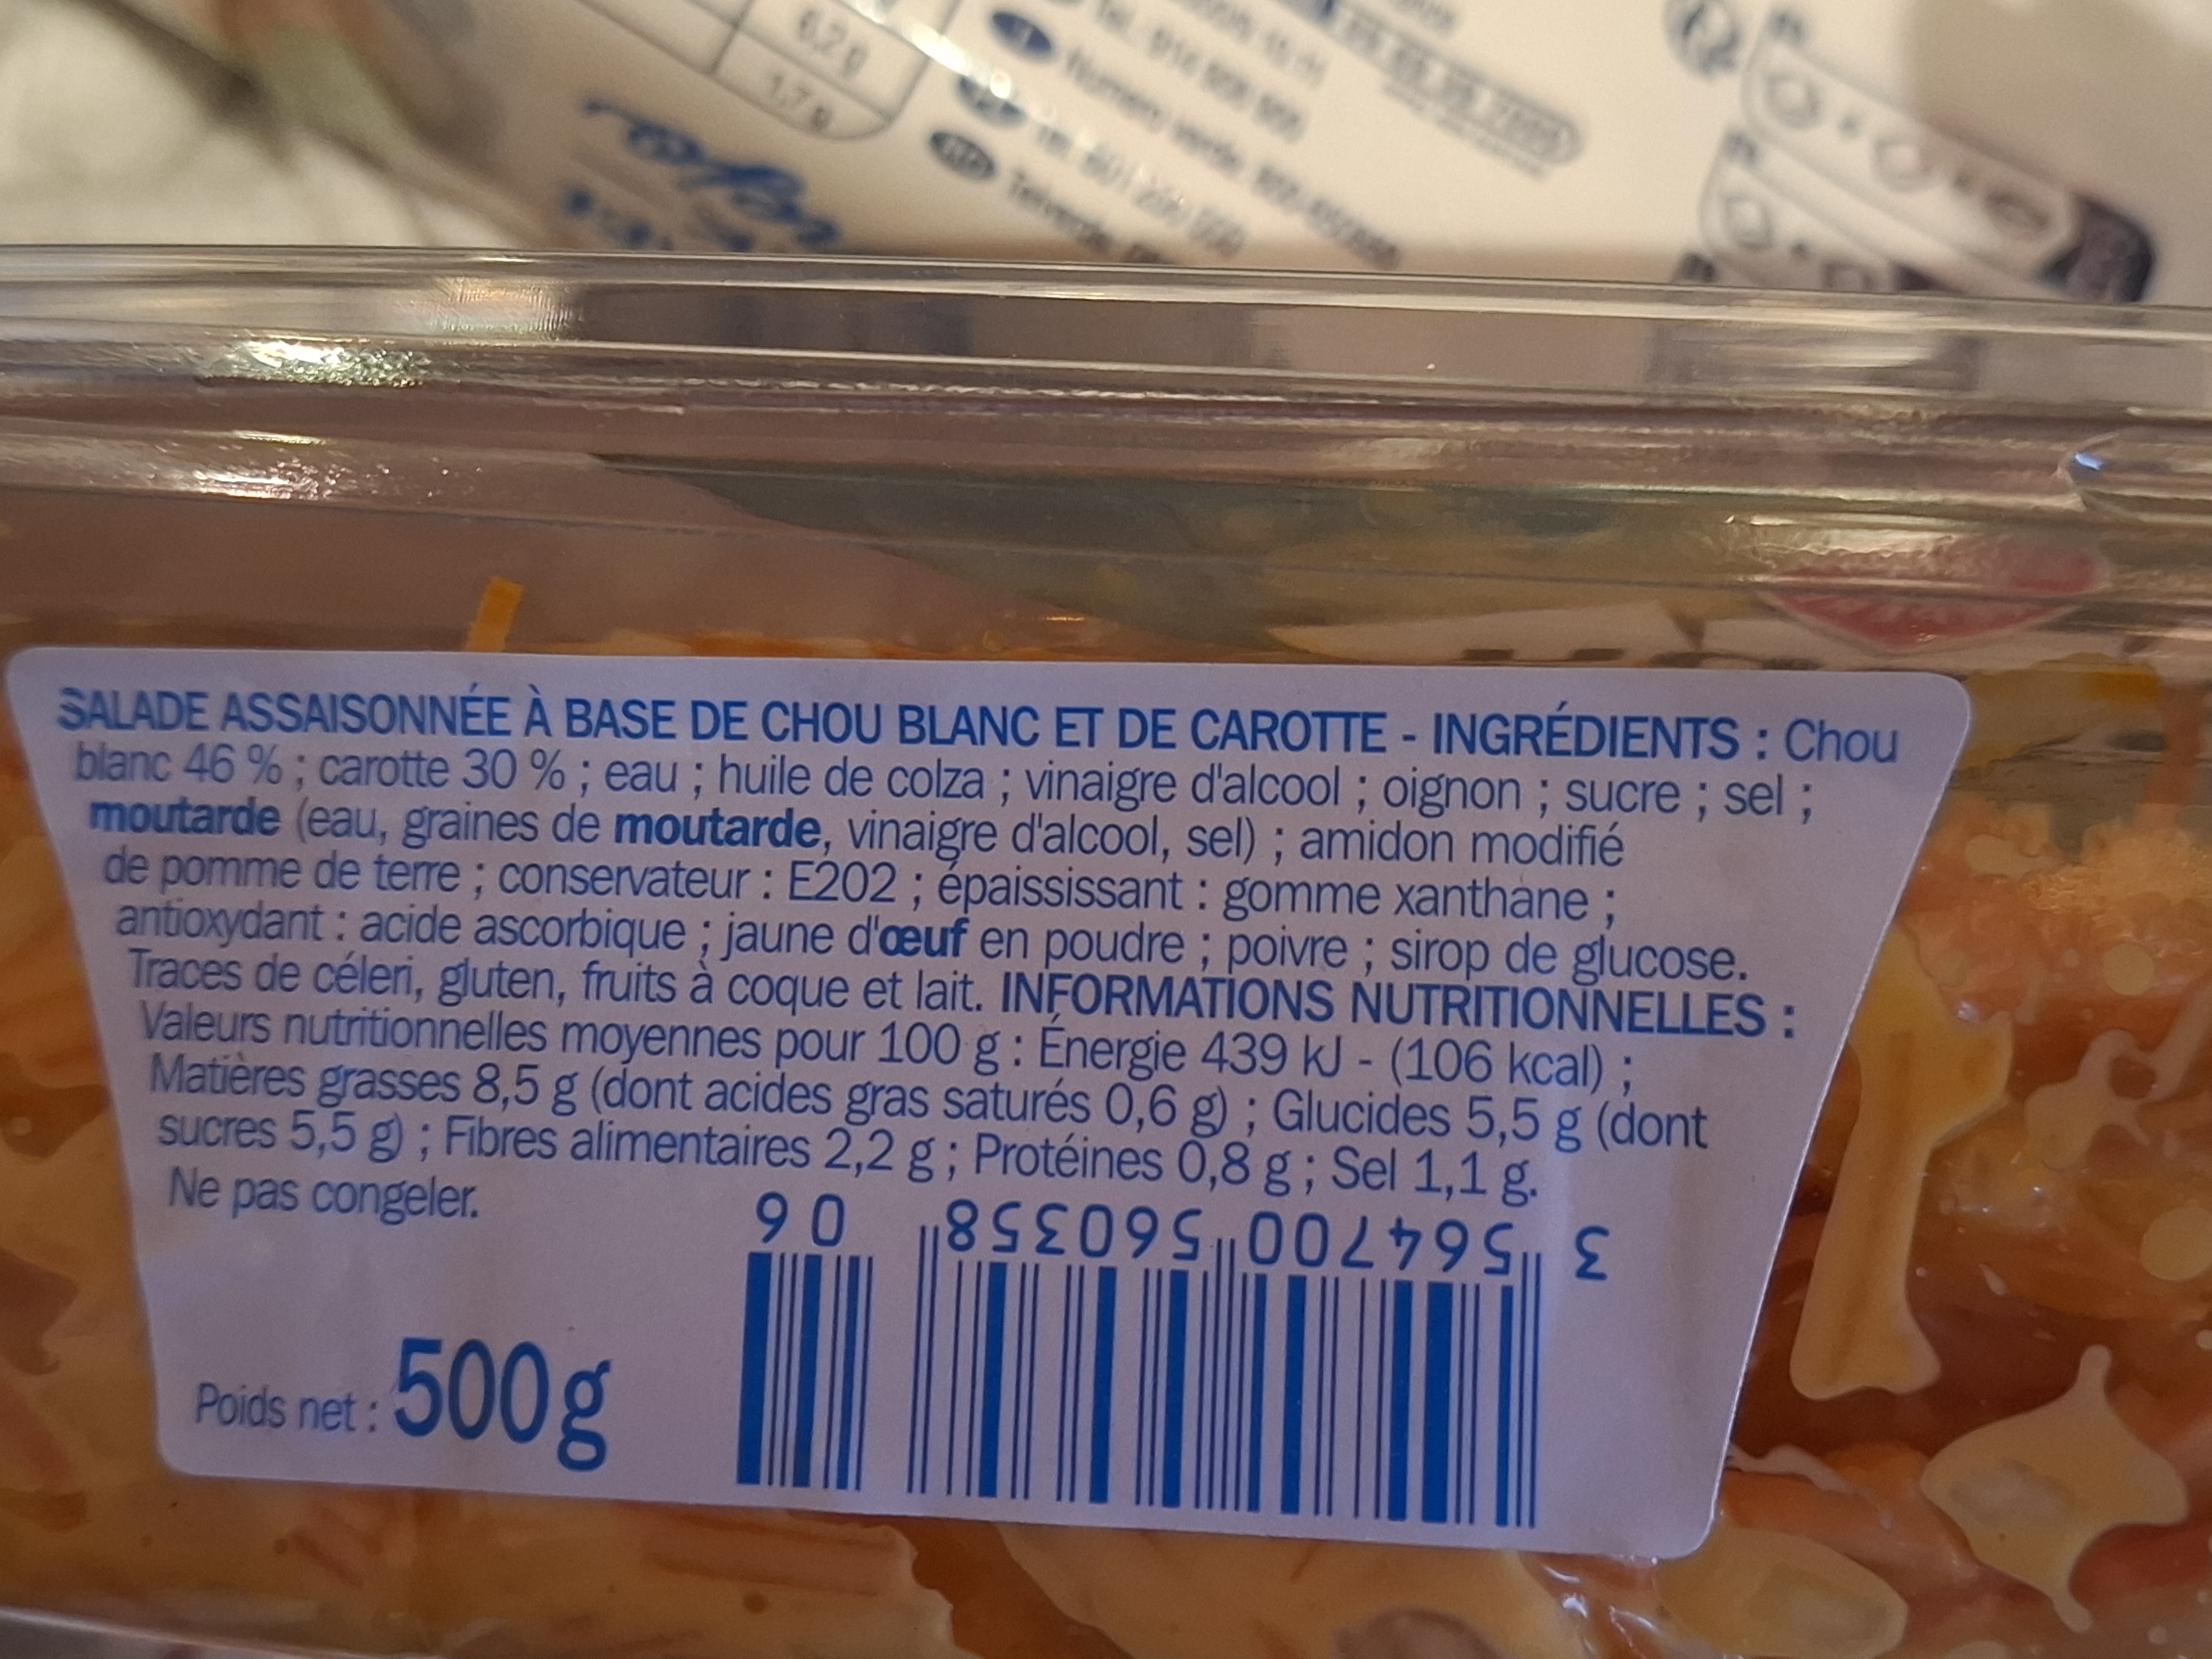 6,2 g
1,7 g
SALADE ASSAISONNÉE À BASE DE CHOU BLANC ET DE CAROTTE - INGRÉDIENTS : Chou
blanc 46 % ; carotte 30 % ; eau ; huile de colza ; vinaigre d'alcool ; oignon ; sucre ; sel ;
moutarde (eau, graines de moutarde, vinaigre d'alcool, sel) ; amidon modifié
de pomme de terre ; conservateur : E202 ; épaississant : gomme xanthane ;
antioxydant : acide ascorbique ; jaune d'œuf en poudre ; poivre ; sirop de glucose.
Traces de céleri, gluten, fruits à coque et lait. INFORMATIONS NUTRITIONNELLES :
Valeurs nutritionnelles moyennes pour 100 g : Énergie 439 kJ - (106 kcal) ;
Matières grasses 8,5 g (dont acides gras saturés 0,6 g) ; Glucides 5,5 g (dont
sucres 5,5 g) ; Fibres alimentaires 2,2 g ; Protéines 0,8 g ; Sel 1,1 g.
Ne pas congeler.
3 564700 560358 06
Poids net : 500g